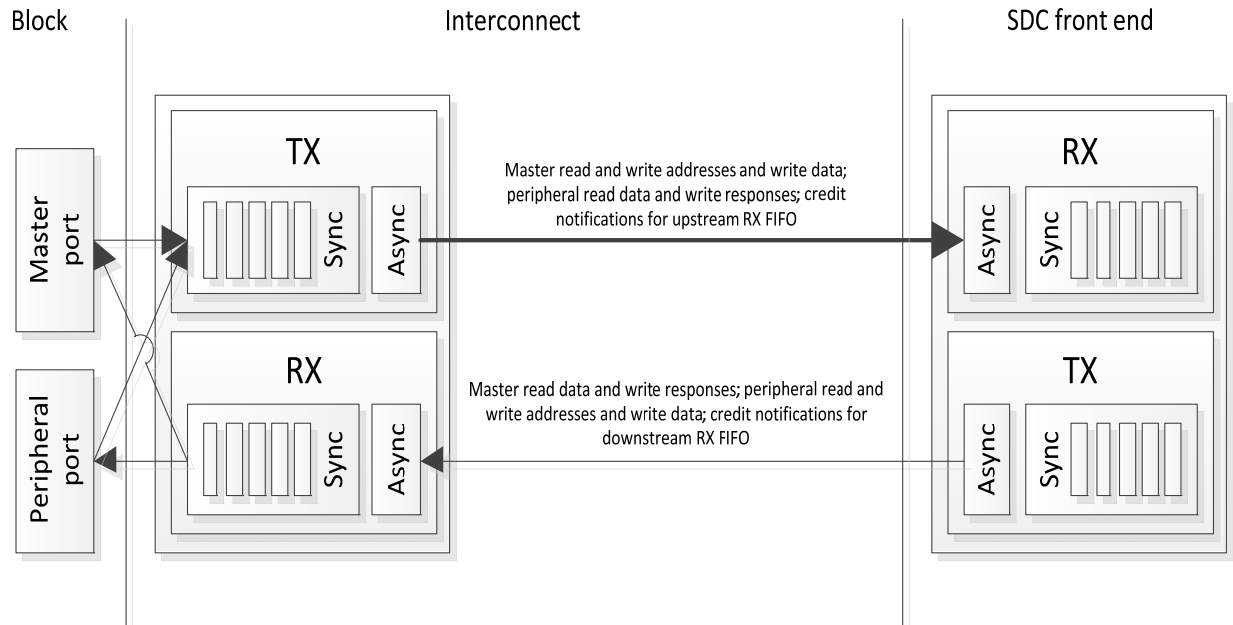 Block
Interconnect
SDC front end
Master
port
Peripheral
port
TX
Sync
Async
RX
Sync
Async
Master read and write addresses and write data;
peripheral read data and write responses; credit
notifications for upstream RX FIFO
Master read data and write responses; peripheral read and
write addresses and write data; credit notifications for
downstream RX FIFO
RX
Async
Sync
TX
Async
Sync